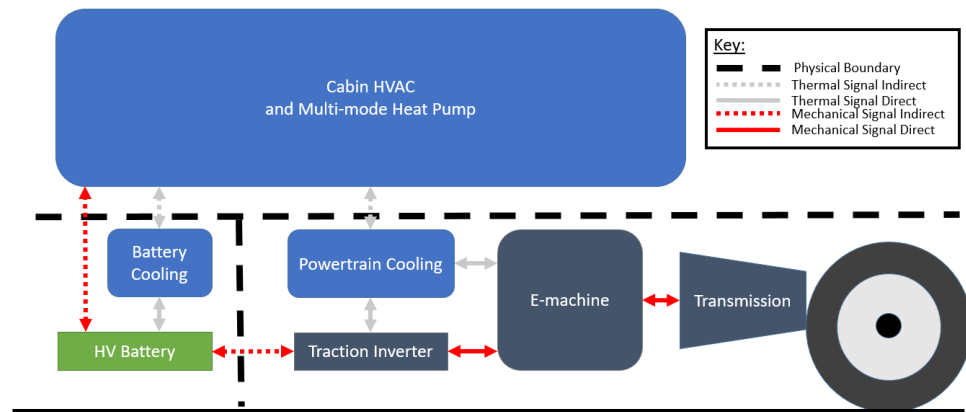 Cabin HVAC
and Multi-mode Heat Pump
Key:
Physical Boundary
Thermal Signal Indirect
Thermal Signal Direct
Mechanical Signal Indirect
Mechanical Signal Direct
Battery
Cooling
Powertrain Cooling
E-machine
Transmission
HV Battery
Traction Inverter